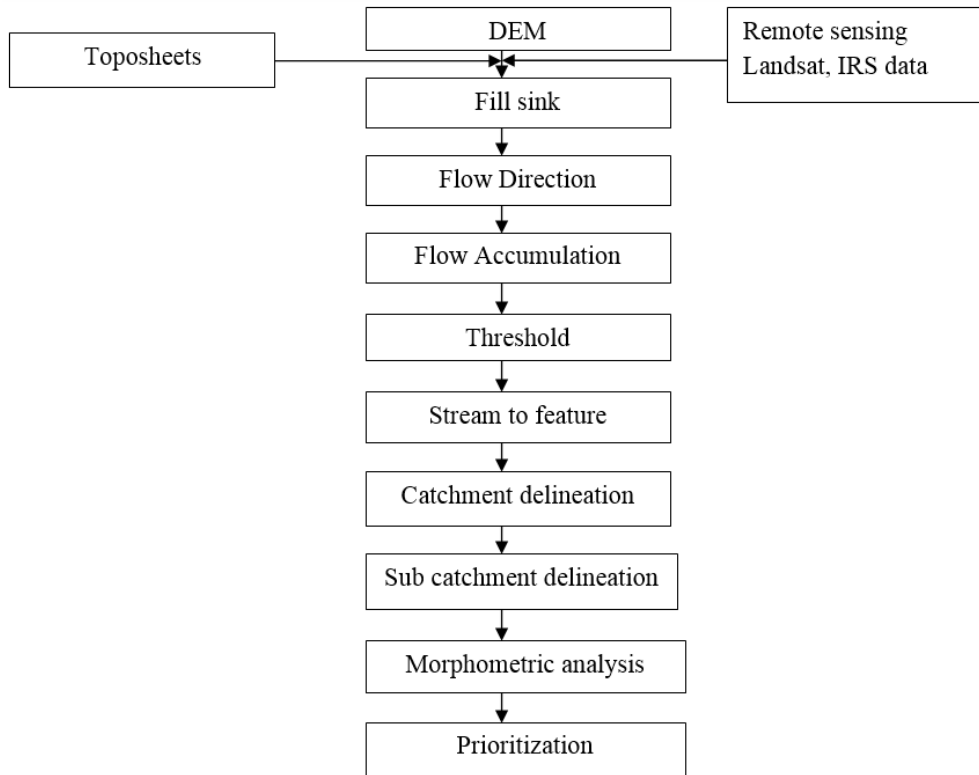 DEM
Toposheets
Remote sensing
Landsat, IRS data
Fill sink
Flow Direction
Flow Accumulation
Threshold
Stream to feature
Catchment delineation
Sub catchment delineation
Morphometric analysis
Prioritization